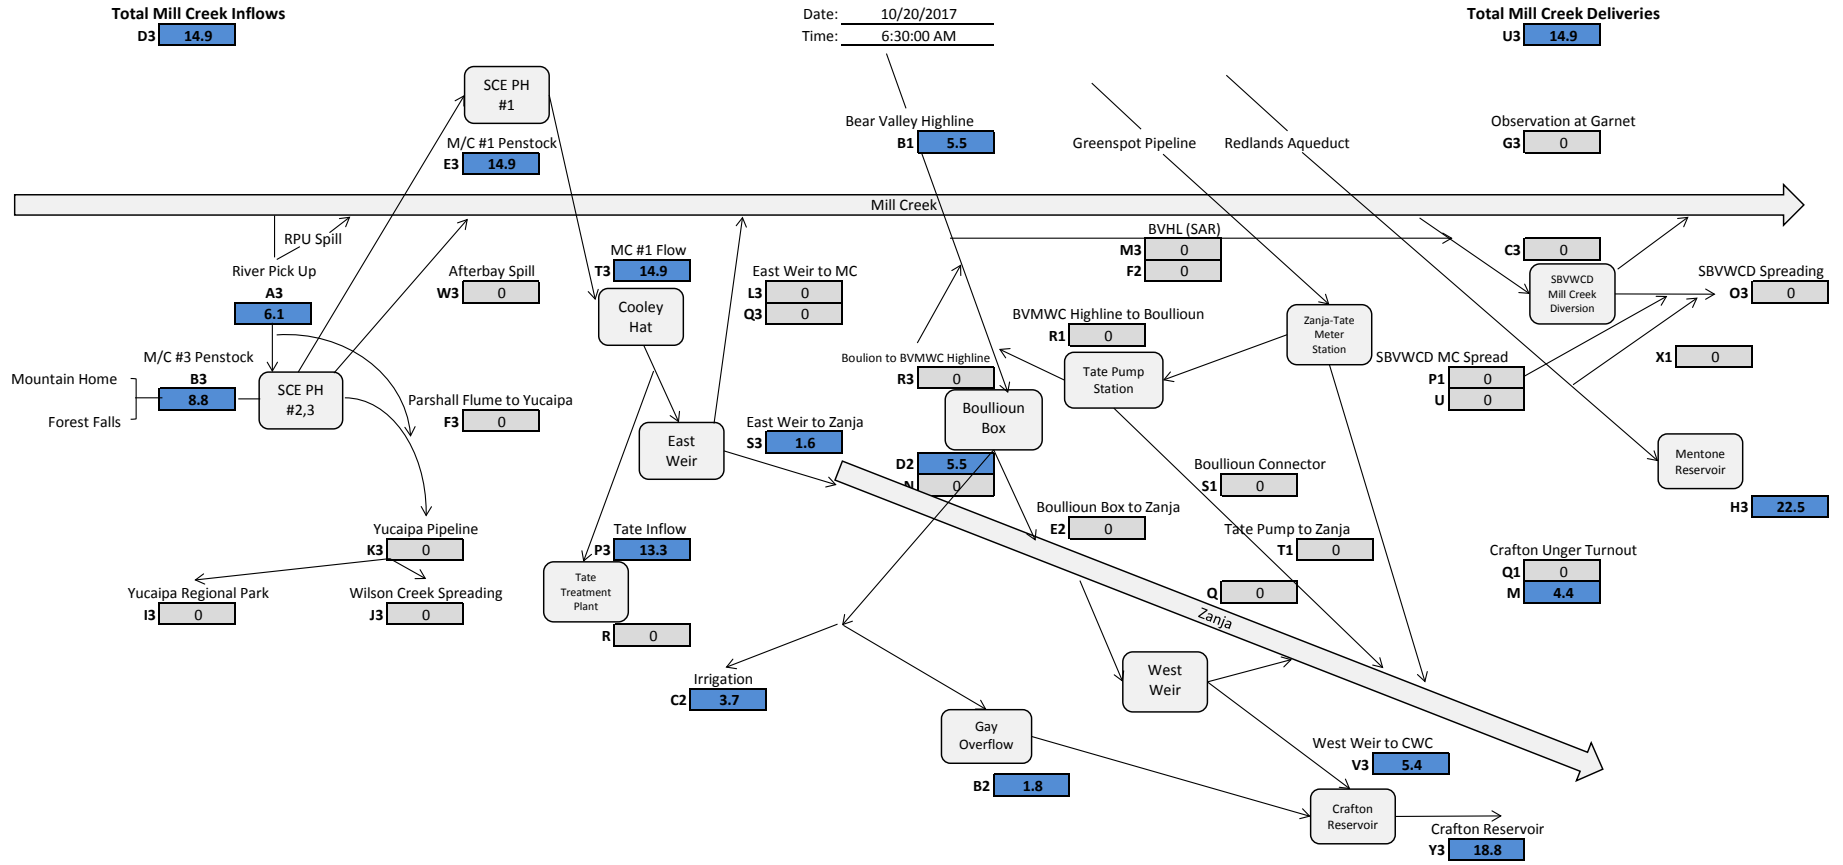 Total Mill Creek Inflows
D3 14.9
Date: 10/20/2017
Time: 6:30:00 AM
Total Mill Creek Deliveries
U3 14.9
SCE PH
#1
M/C #1 Penstock
E3 14.9
Bear Valley Highline
B1 5.5
Greenspot Pipeline
Redlands Aqueduct
Observation at Garnet
G3 0
Mill Creek
RPU Spill
River Pick Up
A3
6.1
Afterbay Spill
W3 0
MC #1 Flow
T3 14.9
Cooley
Hat
East Weir to MC
L3 0
Q3 0
BVHL (SAR)
M3 0
F2 0
C3 0
SBVWCD
Mill Creek
Diversion
SBVWCD Spreading
O3 0
BVMWC Highline to Boullioun
R1 0
Zanja-Tate
Meter
Station
M/C #3 Penstock
B3 8.8
Mountain Home
Forest Falls
SCE PH
#2,3
Parshall Flume to Yucaipa
F3 0
Boulion to BVMWC Highline
R3 0
Tate Pump
Station
SBVWCD MC Spread
P1 0
U 0
X1 0
East
Weir
East Weir to Zanja
S3 1.6
Boullioun
Box
D2 5.5
N 0
Boullioun Connector
S1 0
Mentone
Reservoir
H3 22.5
Yucaipa Pipeline
K3 0
Tate Inflow
P3 13.3
Boullioun Box to Zanja
E2 0
Tate Pump to Zanja
T1 0
Crafton Unger Turnout
Q1 0
M 4.4
Yucaipa Regional Park
I3 0
Wilson Creek Spreading
J3 0
Tate
Treatment
Plant
R 0
Q 0
Zanja
Irrigation
C2 3.7
West
Weir
Gay
Overflow
B2 1.8
West Weir to CWC
V3 5.4
Crafton
Reservoir
Crafton Reservoir
Y3 18.8